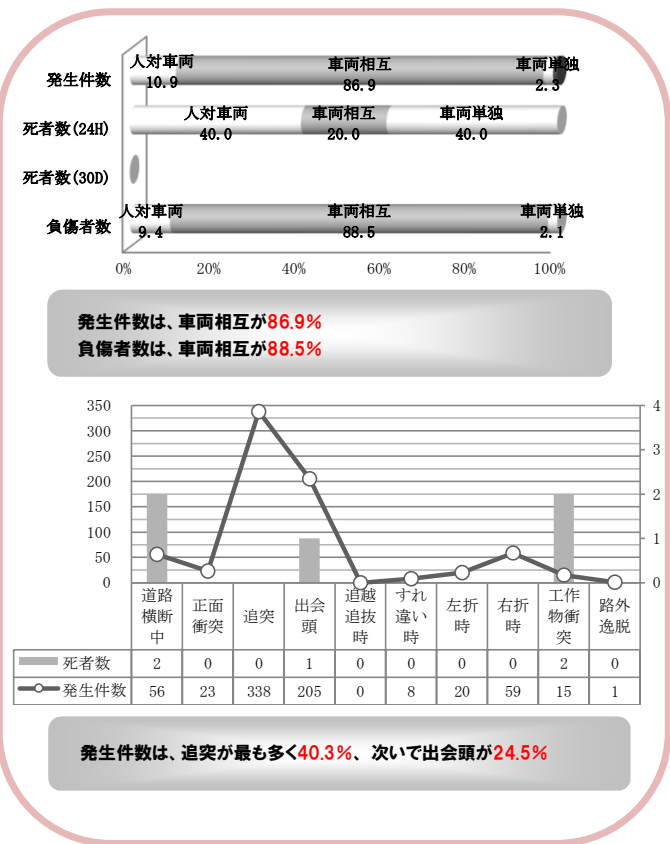 人対車両 車両相互 車両単独
発生件数 10.9 86.9 2.3
人対車両 車両相互 車両単独
死者数(24H) 40.0 20.0 40.0
死者数(30D)
人対車両 車両相互 車両単独
負傷者数 9.4 88.5 2.1
0% 20% 40% 60% 80% 100%
発生件数は、車両相互が86.9%
負傷者数は、車両相互が88.5%
350 4
300
250 3
200 2
150
100 1
50
0 0
道路横断中 正面衝突 追突 出会頭 追越追抜時 すれ違い時 左折時 右折時 工作物衝突 路外逸脱
死者数 2 0 0 1 0 0 0 0 2 0
発生件数 56 23 338 205 0 8 20 59 15 1
発生件数は、追突が最も多く40.3%、次いで出会頭が24.5%